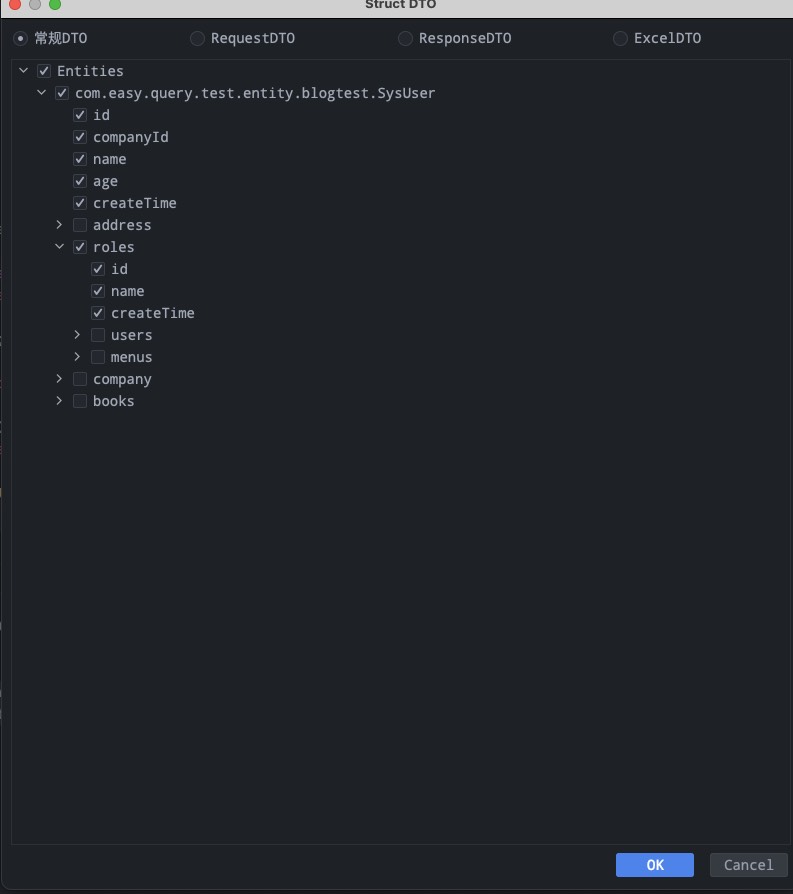 Struct DTO
常规DTO RequestDTO ResponseDTO ExcelDTO
Entities
com.easy.query.test.entity.blogtest.SysUser
id
companyId
name
age
createTime
address
roles
id
name
createTime
users
menus
company
books
OK Cancel